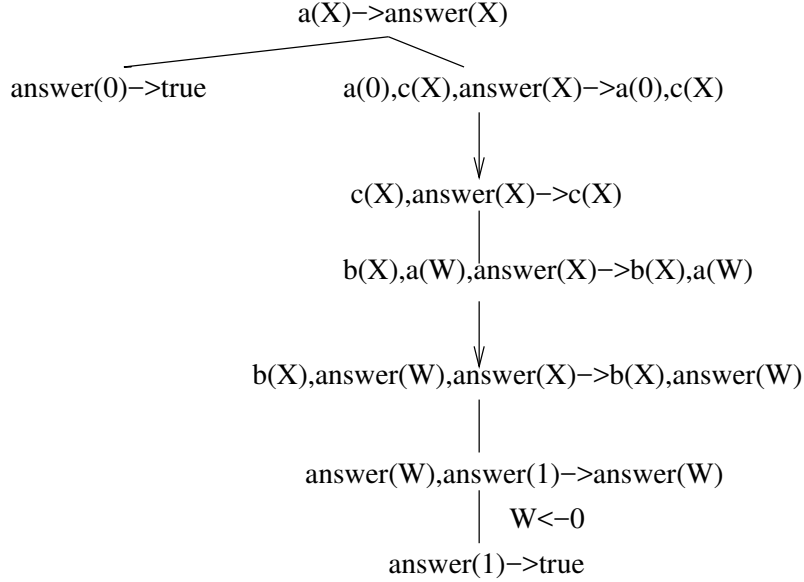 a(X)−>answer(X)
answer(0)−>true
a(0),c(X),answer(X)−>a(0),c(X)
c(X),answer(X)−>c(X)
b(X),a(W),answer(X)−>b(X),a(W)
b(X),answer(W),answer(X)−>b(X),answer(W)
answer(W),answer(1)−>answer(W)
W<−0
answer(1)−>true